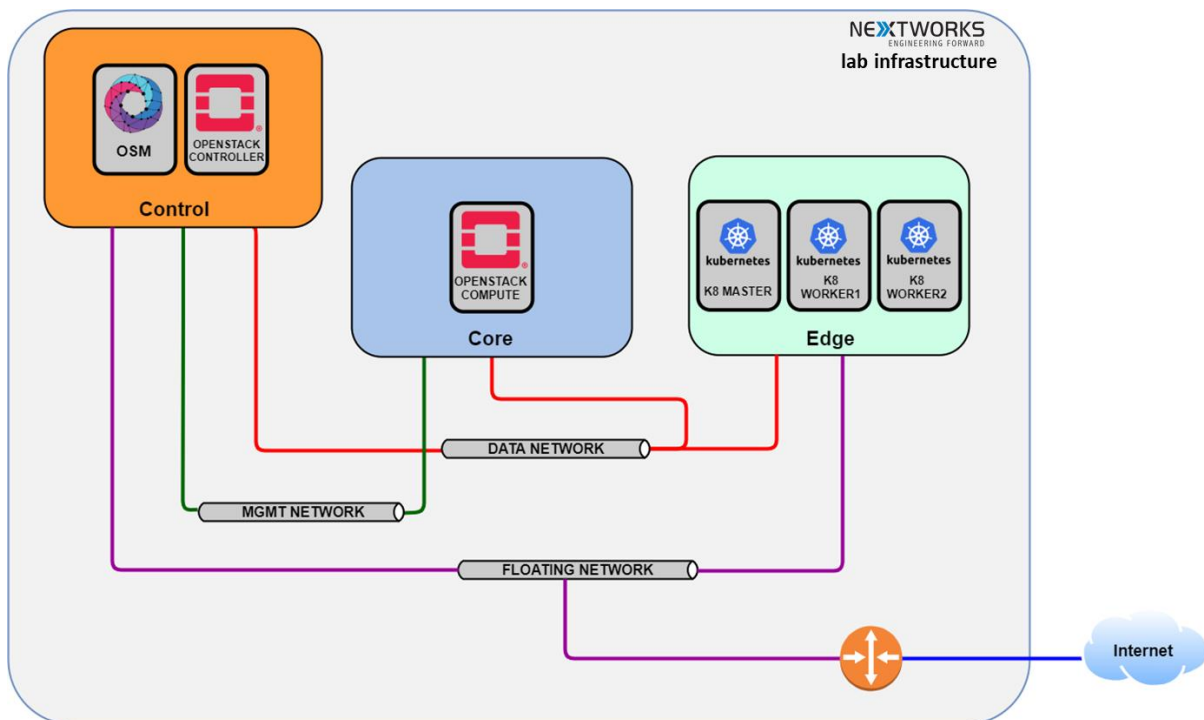 NEXTWORKS
ENGINEERING FORWARD
lab infrastructure
OSM
OPENSTACK
CONTROLLER
Control
OPENSTACK
COMPUTE
Core
kubernetes
K8 MASTER
kubernetes
K8
WORKER1
kubernetes
K8
WORKER2
Edge
DATA NETWORK
MGMT NETWORK
FLOATING NETWORK
Internet